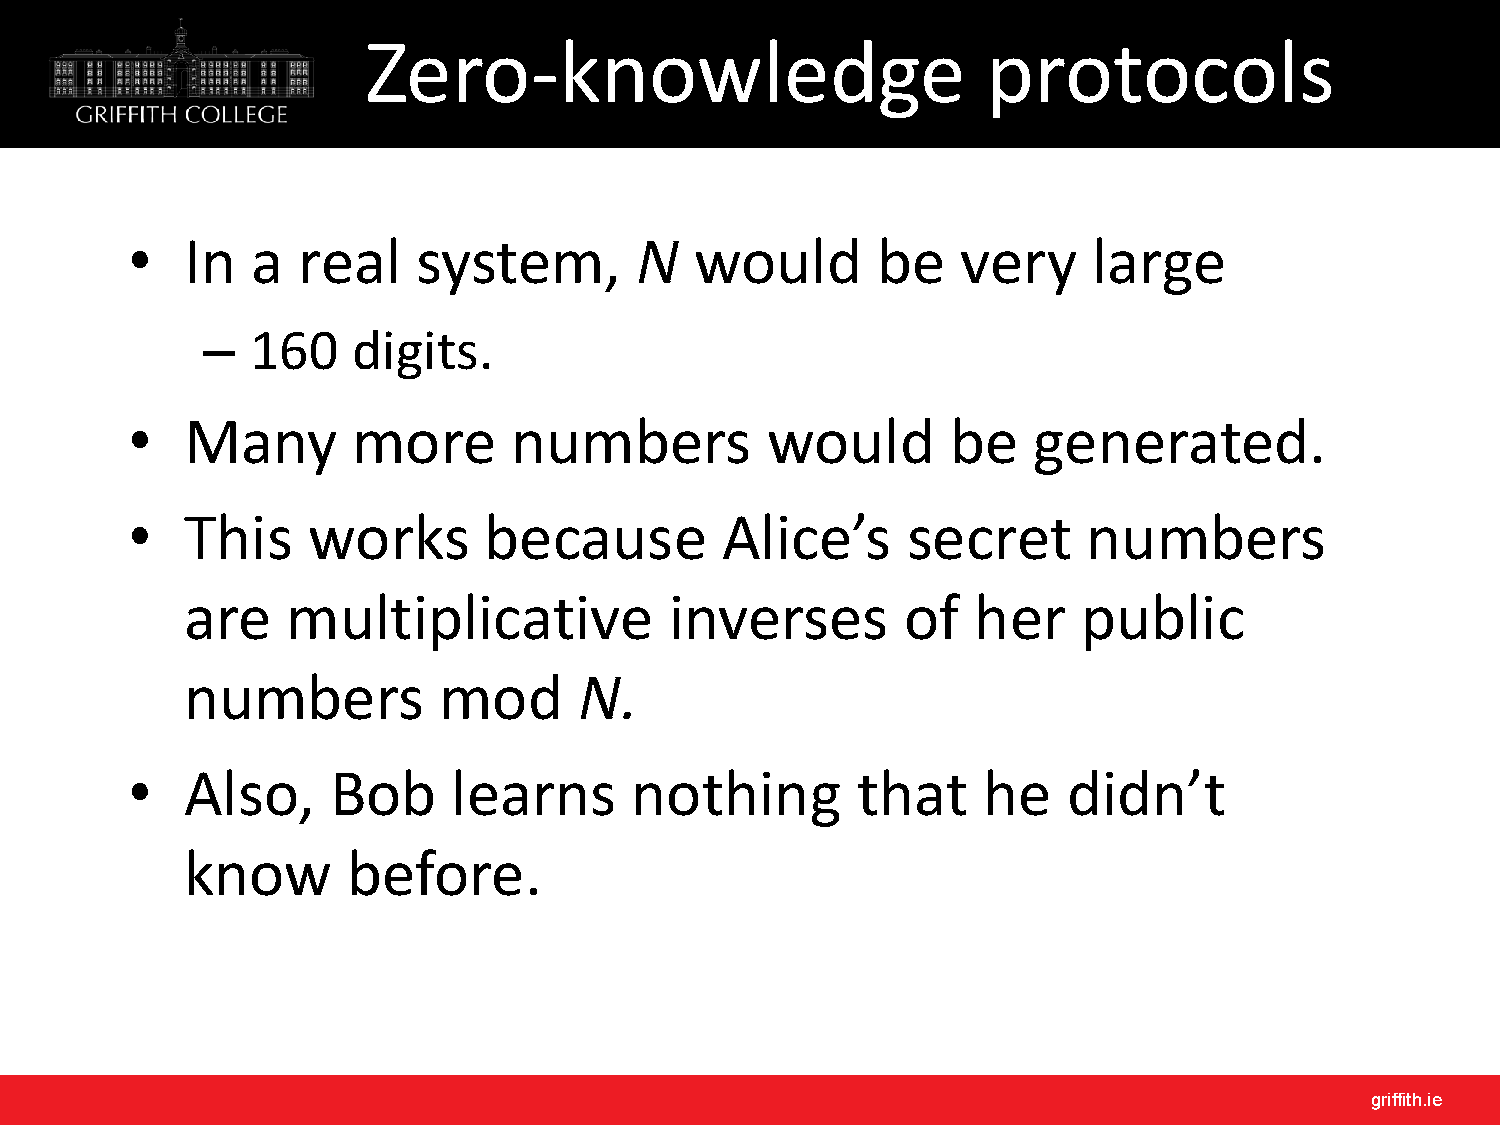 GRIFFITH COLLEGE
Zero-knowledge protocols
• In a real system, N would be very large
– 160 digits.
• Many more numbers would be generated.
• This works because Alice’s secret numbers
are multiplicative inverses of her public
numbers mod N.
• Also, Bob learns nothing that he didn’t
know before.
griffith.ie